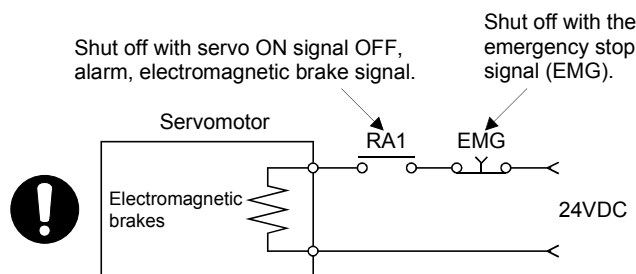 Shut off with servo ON signal OFF,
alarm, electromagnetic brake signal.
Shut off with the
emergency stop
signal (EMG).
Servomotor
RA1
EMG
Electromagnetic
brakes
24VDC